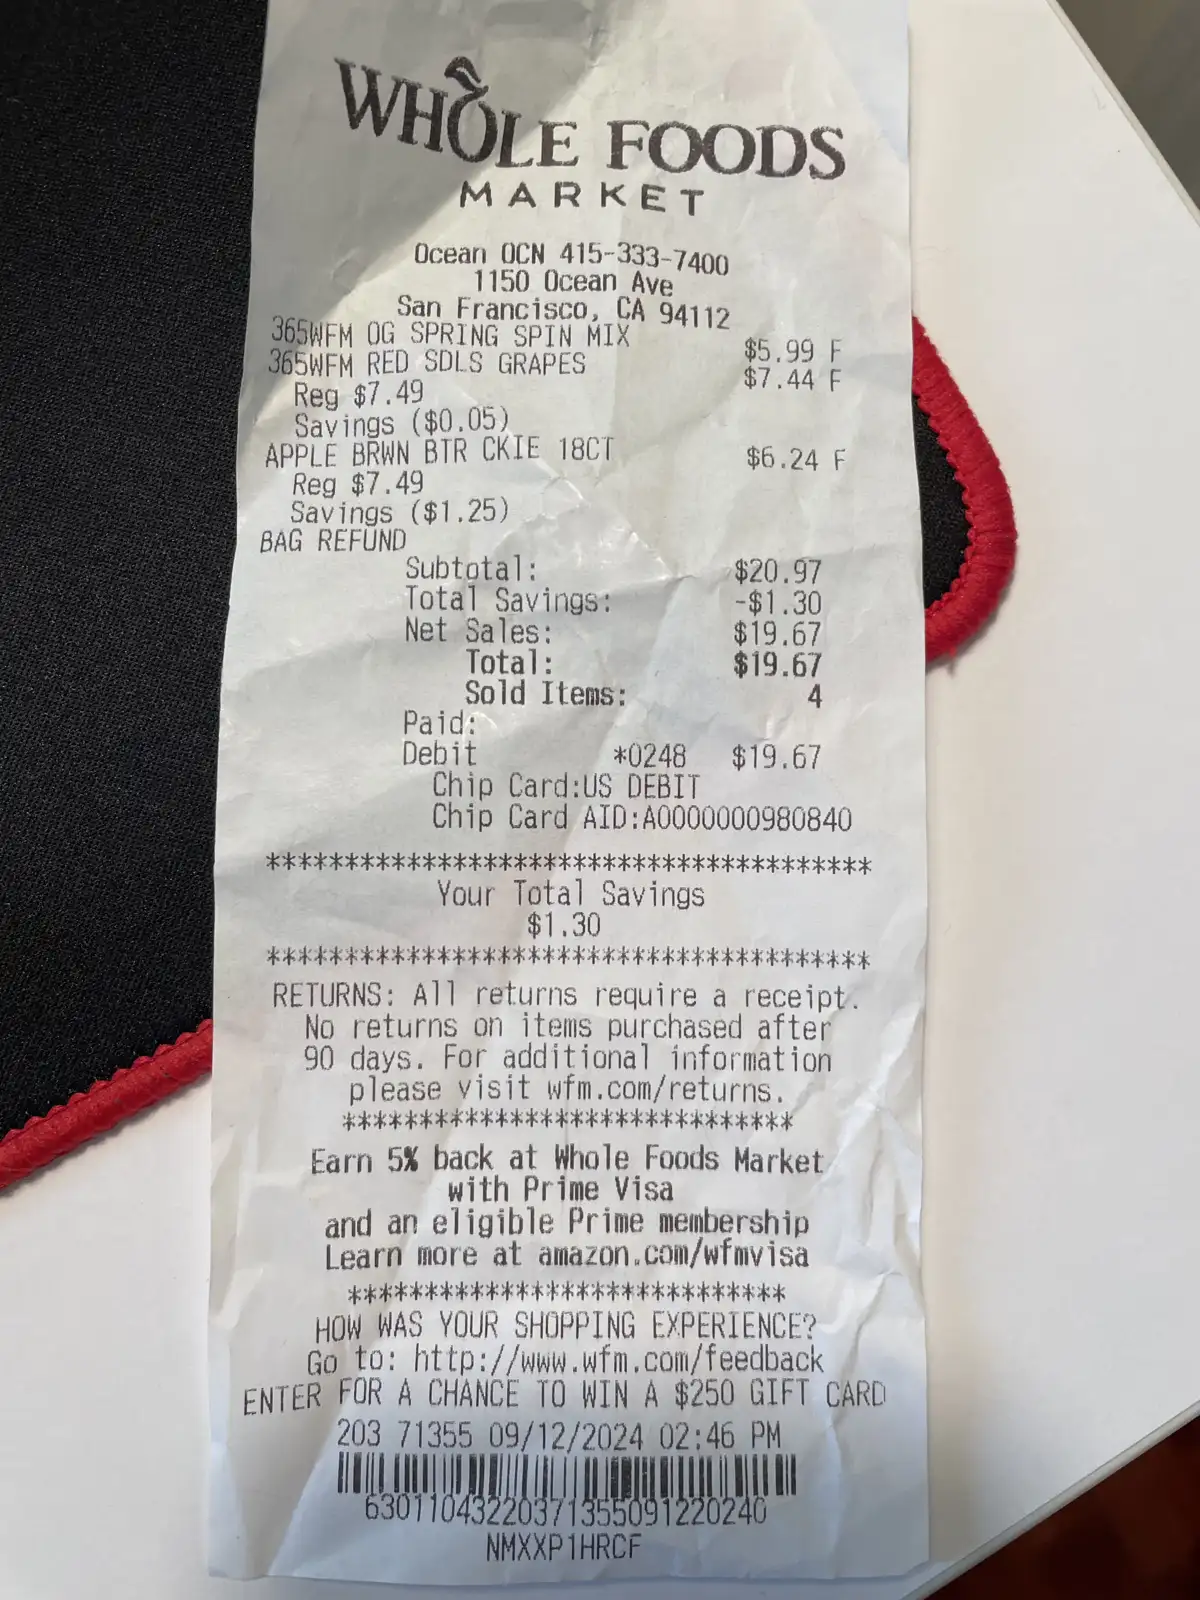 WHOLE FOODS
MARKET
Ocean OCN 415-333-7400
1150 Ocean Ave
San Francisco, CA 94112
365WFM OG SPRING SPIN MIX $5.99 F
365WFM RED SDLS GRAPES $7.44 F
Reg $7.49
Savings ($0.05)
APPLE BRWN BTR CKIE 18CT $6.24 F
Reg $7.49
Savings ($1.25)
BAG REFUND
Subtotal: $20.97
Total Savings: -$1.30
Net Sales: $19.67
Total: $19.67
Sold Items: 4
Paid:
Debit *0248 $19.67
Chip Card:US DEBIT
Chip Card AID:A0000000980840
***************************************
Your Total Savings
$1.30
***************************************
RETURNS: All returns require a receipt.
No returns on items purchased after
90 days. For additional information
please visit wfm.com/returns.
*****************************
Earn 5% back at Whole Foods Market
with Prime Visa
and an eligible Prime membership
Learn more at amazon.com/wfmvisa
*****************************
HOW WAS YOUR SHOPPING EXPERIENCE?
Go to: http://www.wfm.com/feedback
ENTER FOR A CHANCE TO WIN A $250 GIFT CARD
203 71355 09/12/2024 02:46 PM
63011043220371355091220240
NMXXP1HRCF